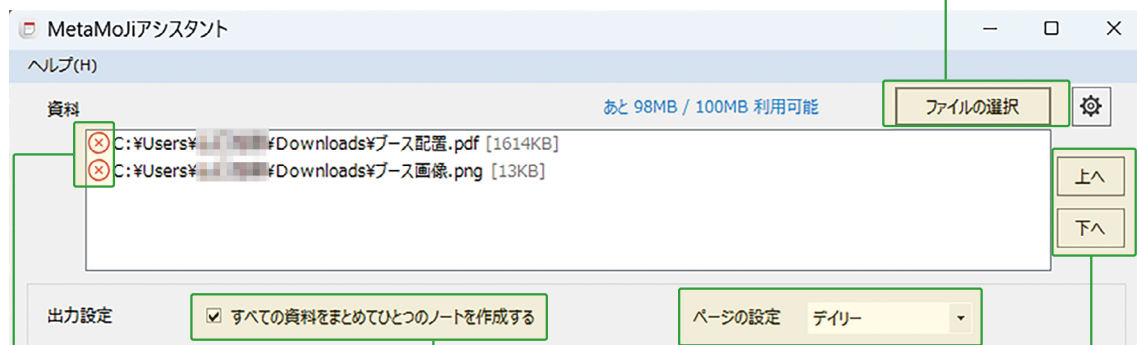 MetaMoJiアシスタント
ヘルプ(H)
資料 あと 98MB / 100MB 利用可能 ファイルの選択
C:¥Users¥ ¥Downloads¥ブース配置.pdf [1614KB]
C:¥Users¥ ¥Downloads¥ブース画像.png [13KB]
上へ
下へ
出力設定 すべての資料をまとめてひとつのノートを作成する ページの設定 デイリー